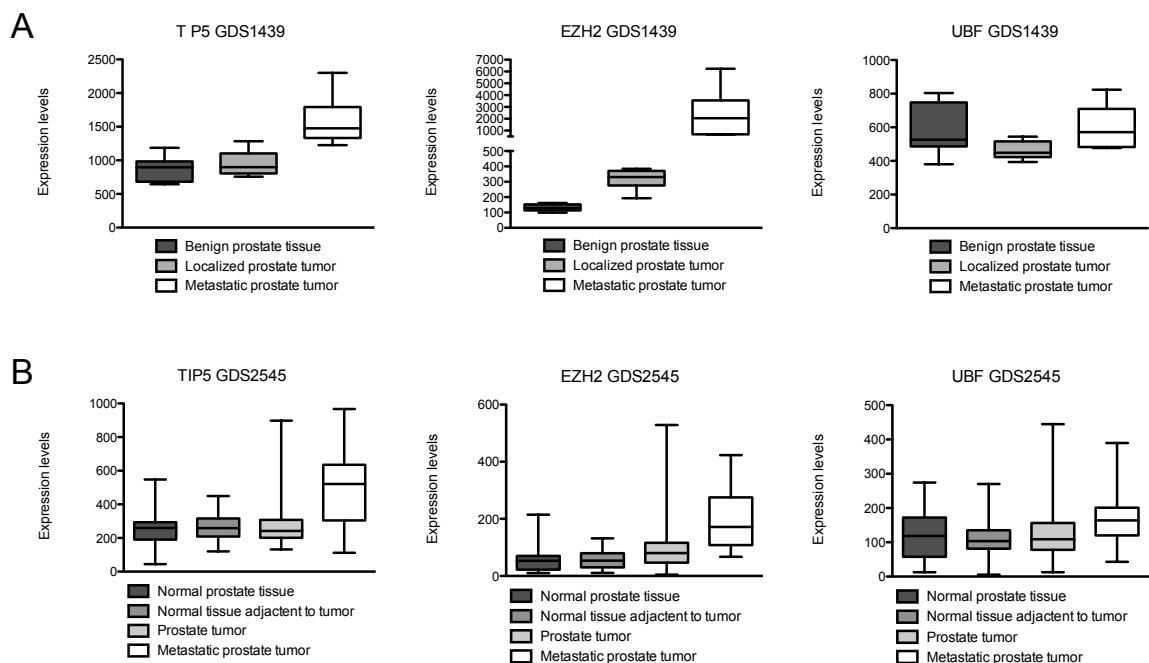 A
T P5 GDS1439
EZH2 GDS1439
UBF GDS1439
Expression levels
2500
2000
1500
1000
500
0
Expression levels
7000
6000
5000
4000
3000
2000
1000
500
400
300
200
100
0
Expression levels
1000
800
600
400
200
0
Benign prostate tissue
Localized prostate tumor
Metastatic prostate tumor
Benign prostate tissue
Localized prostate tumor
Metastatic prostate tumor
Benign prostate tissue
Localized prostate tumor
Metastatic prostate tumor
B
TIP5 GDS2545
EZH2 GDS2545
UBF GDS2545
Expression levels
1000
800
600
400
200
0
Expression levels
600
400
200
0
Expression levels
500
400
300
200
100
0
Normal prostate tissue
Normal tissue adjectent to tumor
Prostate tumor
Metastatic prostate tumor
Normal prostate tissue
Normal tissue adjectent to tumor
Prostate tumor
Metastatic prostate tumor
Normal prostate tissue
Normal tissue adjectent to tumor
Prostate tumor
Metastatic prostate tumor